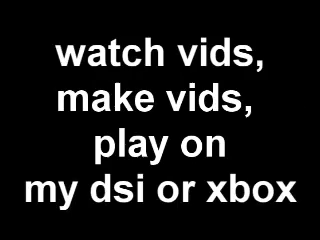 watch vids,
make vids,
play on
my dsi or xbox